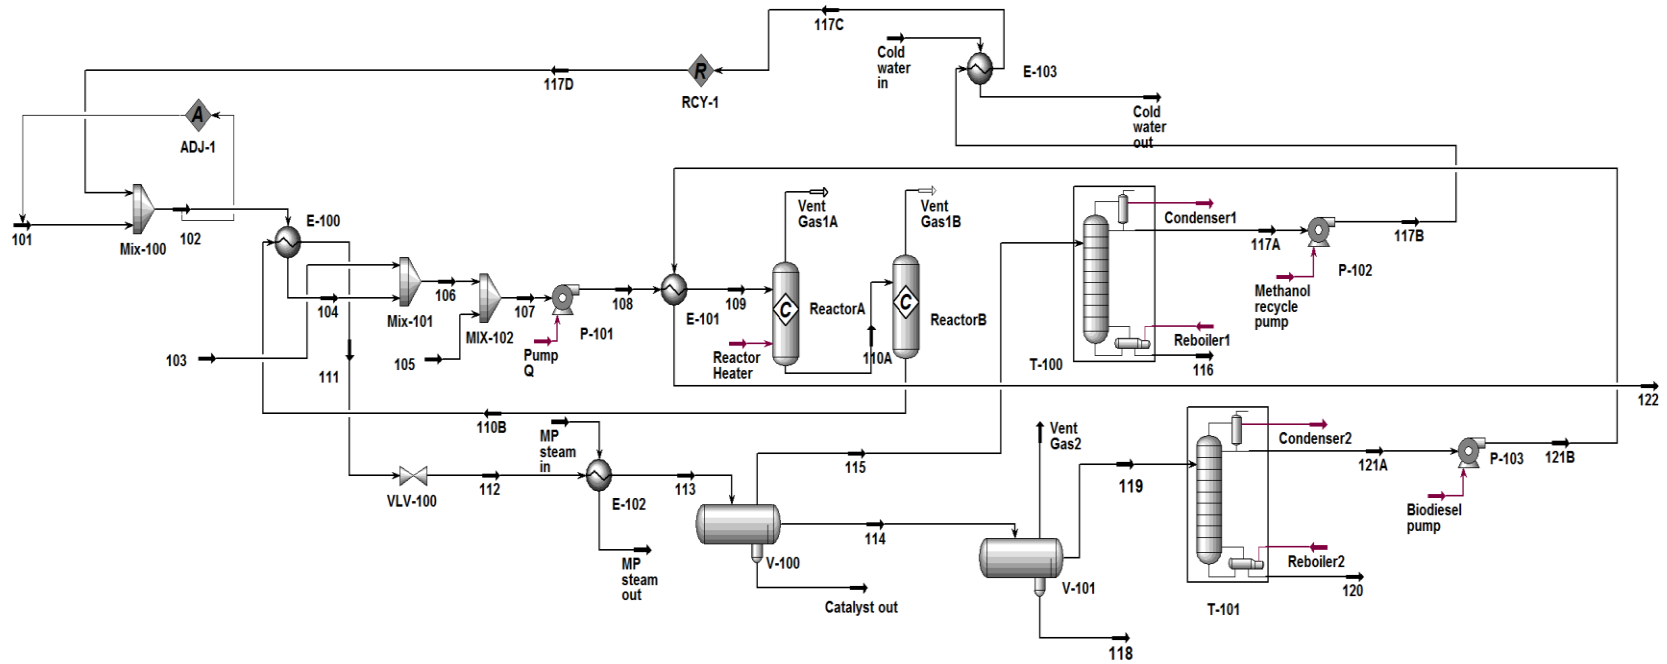 117C
Cold
water
in
E-103
R
117D
RCY-1
Cold
water
out
A
ADJ-1
101
Mix-100
102
E-100
Vent
Gas1A
Vent
Gas1B
Condenser1
117A
117B
P-102
Methanol
recycle
pump
Reboiler1
T-100
116
103
104
Mix-101
106
105
MIX-102
107
Pump
Q
P-101
108
E-101
109
C
ReactorA
Reactor
Heater
110A
C
ReactorB
122
111
110B
MP
steam
in
VLV-100
112
E-102
113
MP
steam
out
115
V-100
114
Catalyst out
Vent
Gas2
V-101
118
119
Condenser2
121A
P-103
121B
Biodiesel
pump
Reboiler2
120
T-101